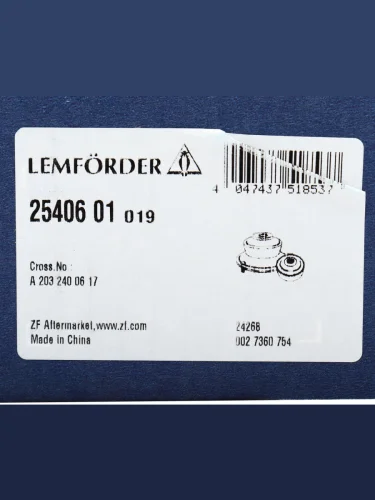 LEMFÖRDER
4 047437 518537
25406 01 019
Cross.No :
A 203 240 06 17
ZF Aftermarket,www.zf.com
Made in China
24268
002 7360 754